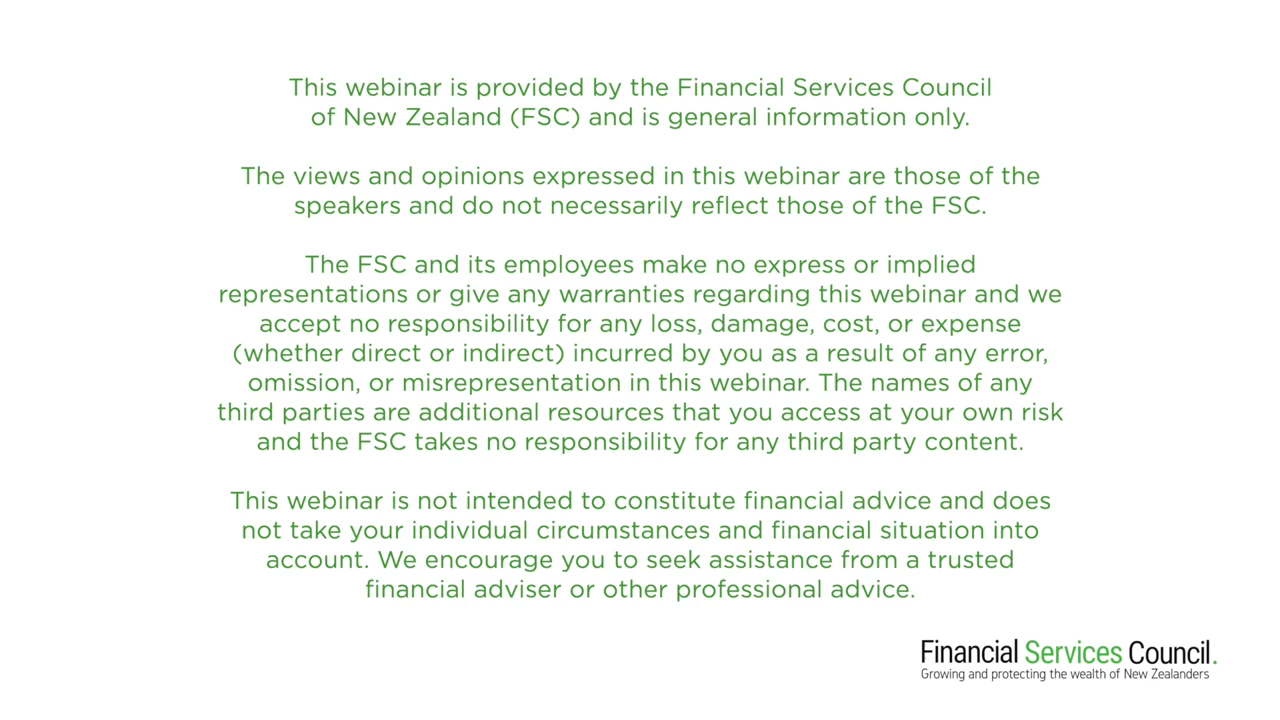 This webinar is provided by the Financial Services Council
of New Zealand (FSC) and is general information only.
The views and opinions expressed in this webinar are those of the
speakers and do not necessarily reflect those of the FSC.
The FSC and its employees make no express or implied
representations or give any warranties regarding this webinar and we
accept no responsibility for any loss, damage, cost, or expense
(whether direct or indirect) incurred by you as a result of any error,
omission, or misrepresentation in this webinar. The names of any
third parties are additional resources that you access at your own risk
and the FSC takes no responsibility for any third party content.
This webinar is not intended to constitute financial advice and does
not take your individual circumstances and financial situation into
account. We encourage you to seek assistance from a trusted
financial adviser or other professional advice.
Financial Services Council.
Growing and protecting the wealth of New Zealanders